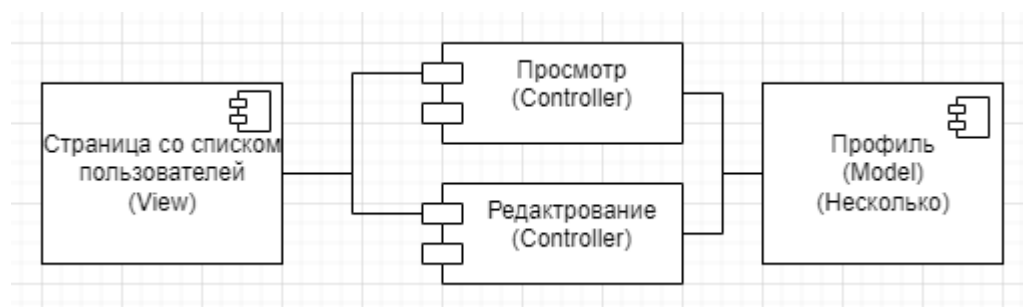 Страница со списком
пользователей
(View)
Просмотр
(Controller)
Редактрование
(Controller)
Профиль
(Model)
(Несколько)